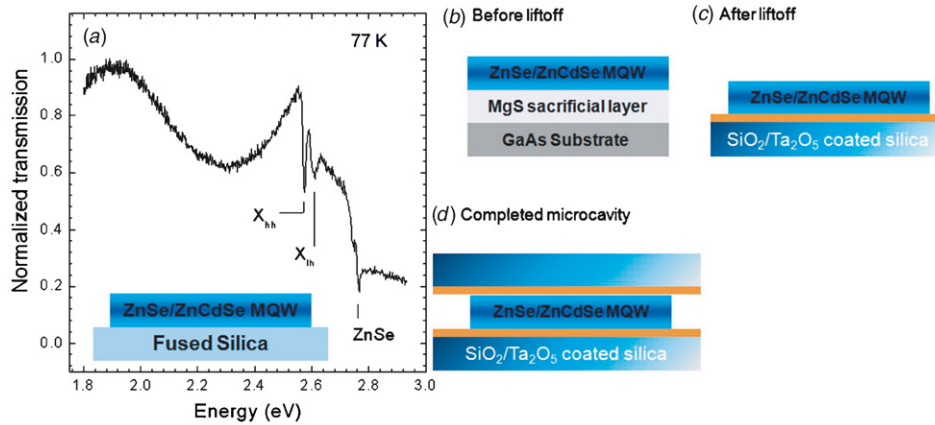 (a)
77 K
Normalized transmission
1.0
0.8
0.6
0.4
0.2
0.0
X hh
X lh
ZnSe
ZnSe/ZnCdSe MQW
Fused Silica
1.8 2.0 2.2 2.4 2.6 2.8 3.0
Energy (eV)
(b) Before liftoff
ZnSe/ZnCdSe MQW
MgS sacrificial layer
GaAs Substrate
(c) After liftoff
ZnSe/ZnCdSe MQW
SiO₂/Ta₂O₅ coated silica
(d) Completed microcavity
ZnSe/ZnCdSe MQW
SiO₂/Ta₂O₅ coated silica